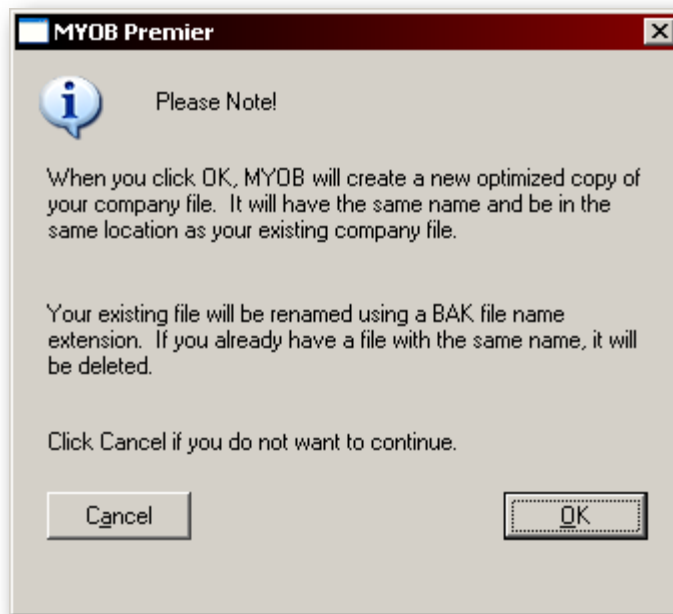 MYOB Premier
Please Note!
When you click OK, MYOB will create a new optimized copy of
your company file.  It will have the same name and be in the
same location as your existing company file.
Your existing file will be renamed using a BAK file name
extension.  If you already have a file with the same name, it will
be deleted.
Click Cancel if you do not want to continue.
Cancel OK